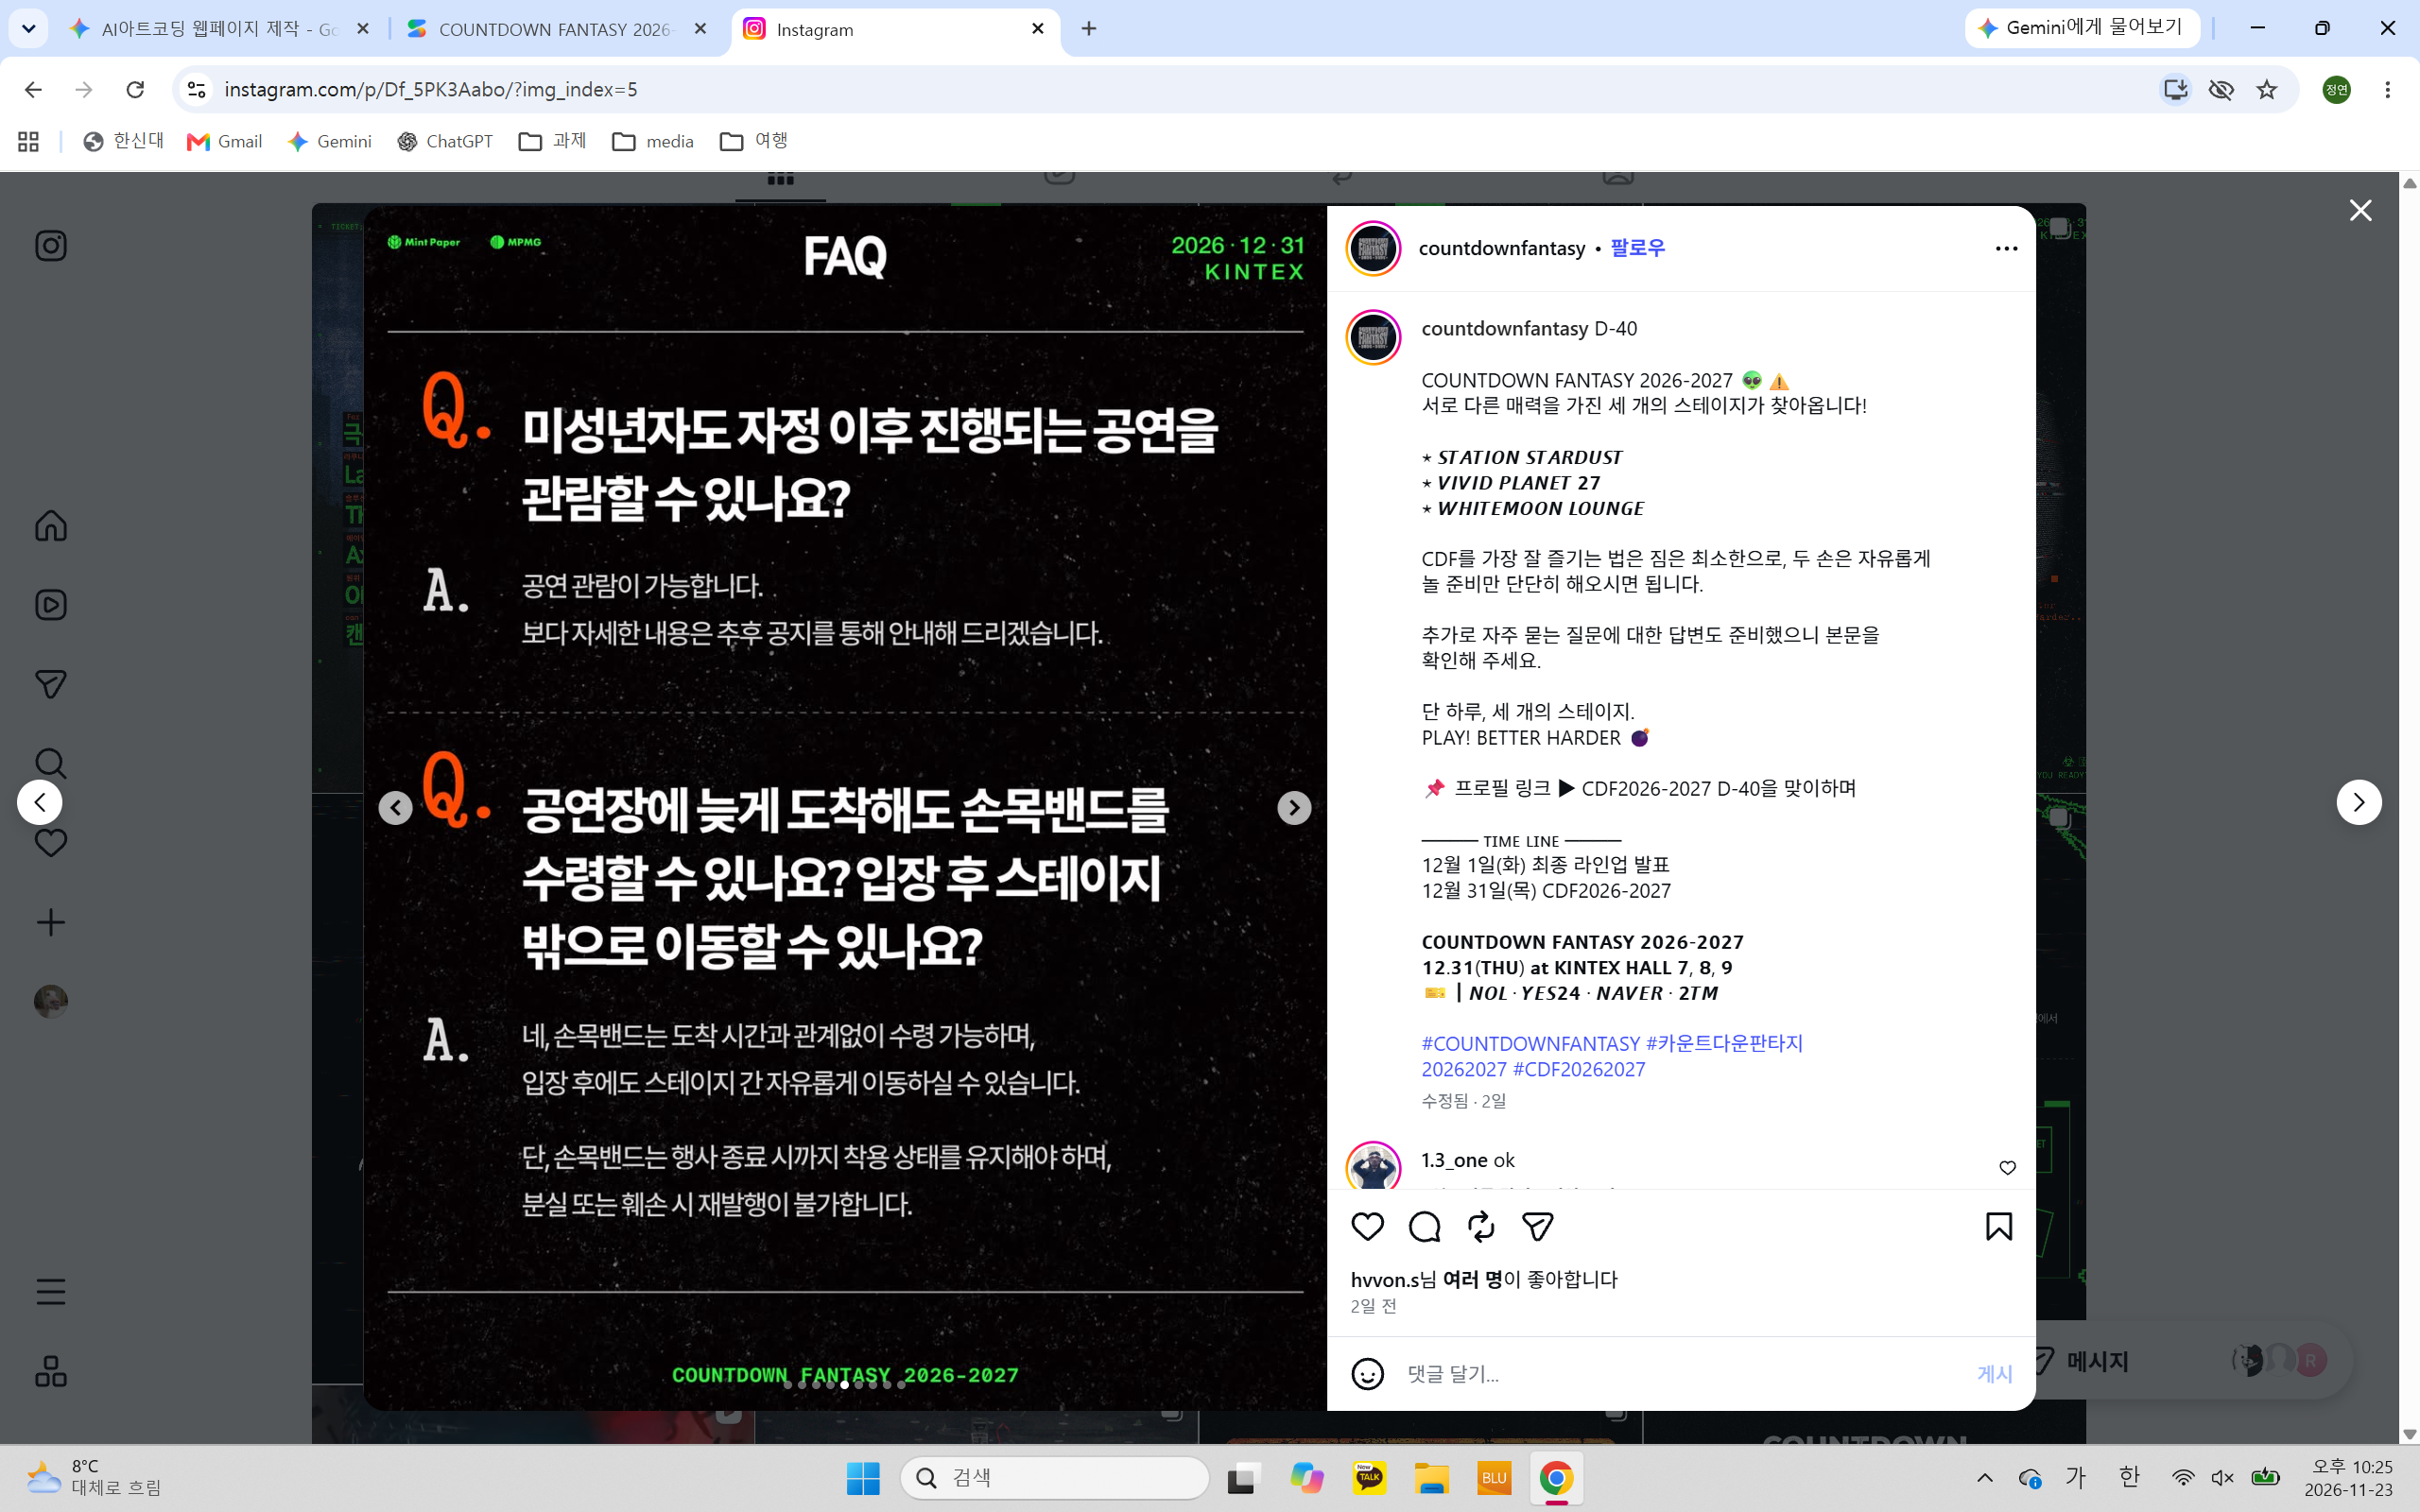 AI아트코딩 웹페이지 제작 - Go
COUNTDOWN FANTASY 2026-
Instagram
Gemini에게 물어보기
instagram.com/p/Df_5PK3Aabo/?img_index=5
정연
한신대
Gmail
Gemini
ChatGPT
과제
media
여행
Mint Paper
MPMG
FAQ
2026·12·31
KINTEX
Q.
미성년자도 자정 이후 진행되는 공연을
관람할 수 있나요?
A.
공연 관람이 가능합니다.
보다 자세한 내용은 추후 공지를 통해 안내해 드리겠습니다.
Q.
공연장에 늦게 도착해도 손목밴드를
수령할 수 있나요? 입장 후 스테이지
밖으로 이동할 수 있나요?
A.
네, 손목밴드는 도착 시간과 관계없이 수령 가능하며,
입장 후에도 스테이지 간 자유롭게 이동하실 수 있습니다.
단, 손목밴드는 행사 종료 시까지 착용 상태를 유지해야 하며,
분실 또는 훼손 시 재발행이 불가합니다.
COUNTDOWN FANTASY 2026-2027
countdownfantasy • 팔로우
countdownfantasy D-40
COUNTDOWN FANTASY 2026-2027 👽 ⚠️
서로 다른 매력을 가진 세 개의 스테이지가 찾아옵니다!
⋆ STATION STARDUST
⋆ VIVID PLANET 27
⋆ WHITEMOON LOUNGE
CDF를 가장 잘 즐기는 법은 짐은 최소한으로, 두 손은 자유롭게
놀 준비만 단단히 해오시면 됩니다.
추가로 자주 묻는 질문에 대한 답변도 준비했으니 본문을
확인해 주세요.
단 하루, 세 개의 스테이지.
PLAY! BETTER HARDER 💣
📌 프로필 링크 ▶ CDF2026-2027 D-40을 맞이하며
──── TIME LINE ────
12월 1일(화) 최종 라인업 발표
12월 31일(목) CDF2026-2027
COUNTDOWN FANTASY 2026-2027
12.31(THU) at KINTEX HALL 7, 8, 9
🎫 | NOL · YES24 · NAVER · 2TM
#COUNTDOWNFANTASY #카운트다운판타지
20262027 #CDF20262027
수정됨 · 2일
1.3_one ok
hvvon.s님 여러 명이 좋아합니다
2일 전
댓글 달기...
게시
메시지
R
8°C
대체로 흐림
검색
New
TALK
BLU
가
한
오후 10:25
2026-11-23